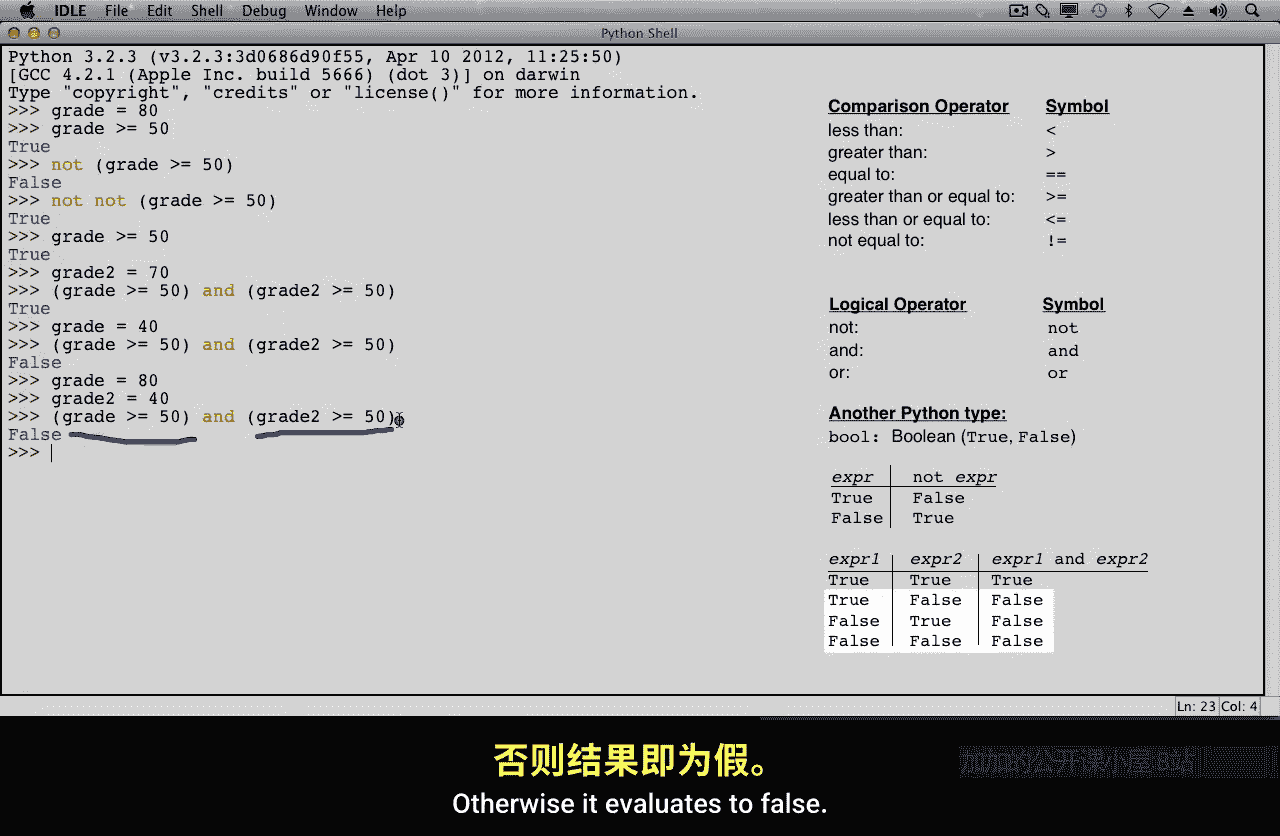 IDLE File Edit Shell Debug Window Help
Python Shell
Python 3.2.3 (v3.2.3:3d0686d90f55, Apr 10 2012, 11:25:50)
[GCC 4.2.1 (Apple Inc. build 5666) (dot 3)] on darwin
Type "copyright", "credits" or "license()" for more information.
>>> grade = 80
>>> grade >= 50
True
>>> not (grade >= 50)
False
>>> not not (grade >= 50)
True
>>> grade >= 50
True
>>> grade2 = 70
>>> (grade >= 50) and (grade2 >= 50)
True
>>> grade = 40
>>> (grade >= 50) and (grade2 >= 50)
False
>>> grade = 80
>>> grade2 = 40
>>> (grade >= 50) and (grade2 >= 50)
False
>>>
Comparison Operator Symbol
less than: <
greater than: >
equal to: ==
greater than or equal to: >=
less than or equal to: <=
not equal to: !=
Logical Operator Symbol
not: not
and: and
or: or
Another Python type:
bool: Boolean (True, False)
expr not expr
True False
False True
expr1 expr2 expr1 and expr2
True True True
True False False
False True False
False False False
Ln: 23 Col: 4
否则结果即为假。
Otherwise it evaluates to false.